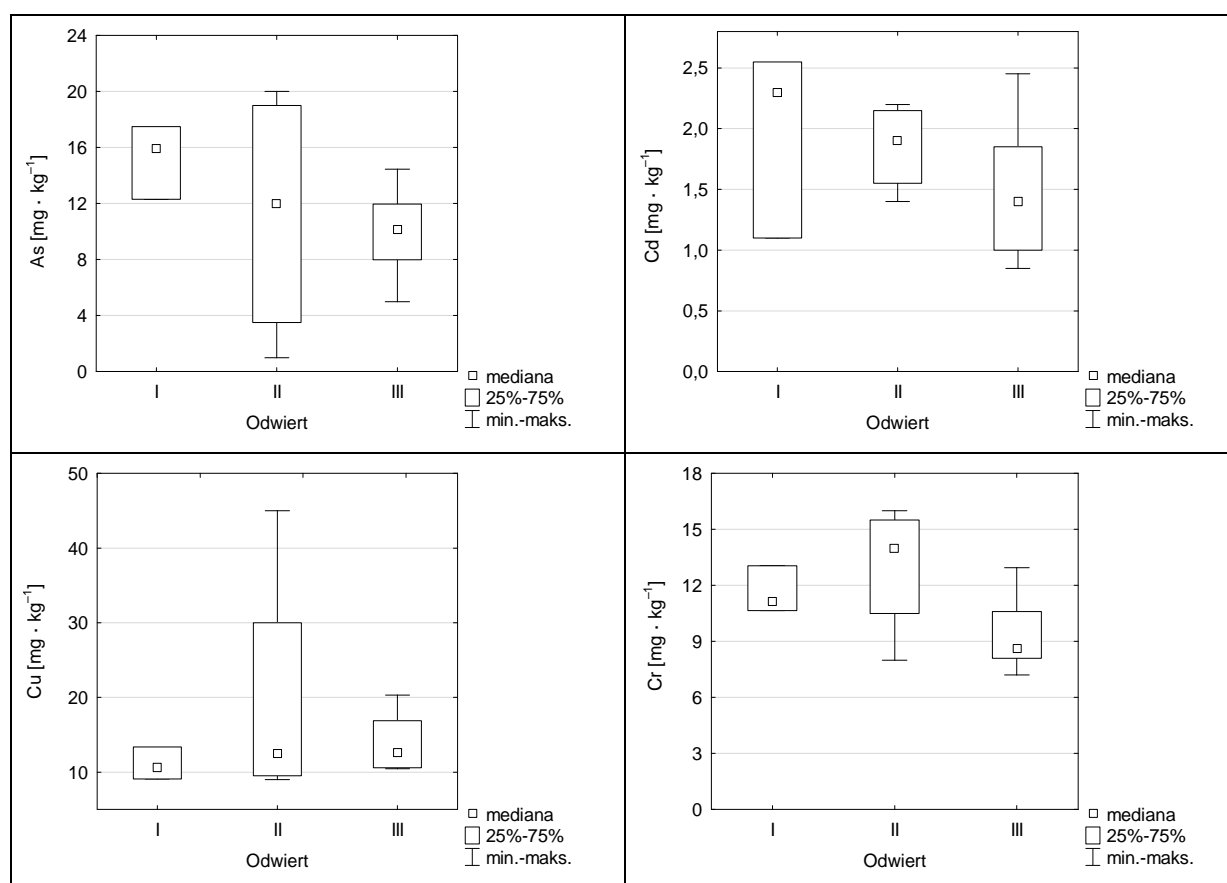 24
20
16
12
8
4
0
As [mg · kg⁻¹]
I II III
Odwiert
mediana
25%-75%
min.-maks.
2,5
2,0
1,5
1,0
0,5
0,0
Cd [mg · kg⁻¹]
I II III
Odwiert
mediana
25%-75%
min.-maks.
50
40
30
20
10
Cu [mg · kg⁻¹]
I II III
Odwiert
mediana
25%-75%
min.-maks.
18
15
12
9
6
3
0
Cr [mg · kg⁻¹]
I II III
Odwiert
mediana
25%-75%
min.-maks.